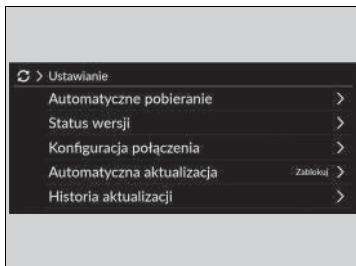 Ustawianie
Automatyczne pobieranie
Status wersji
Konfiguracja połączenia
Automatyczna aktualizacja Zablokuj
Historia aktualizacji